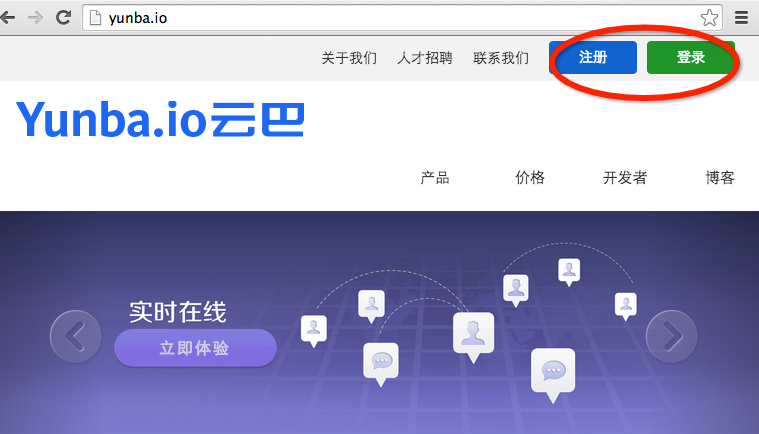 yunba.io
关于我们 人才招聘 联系我们 注册 登录
Yunba.io云巴
产品 价格 开发者 博客
实时在线
立即体验